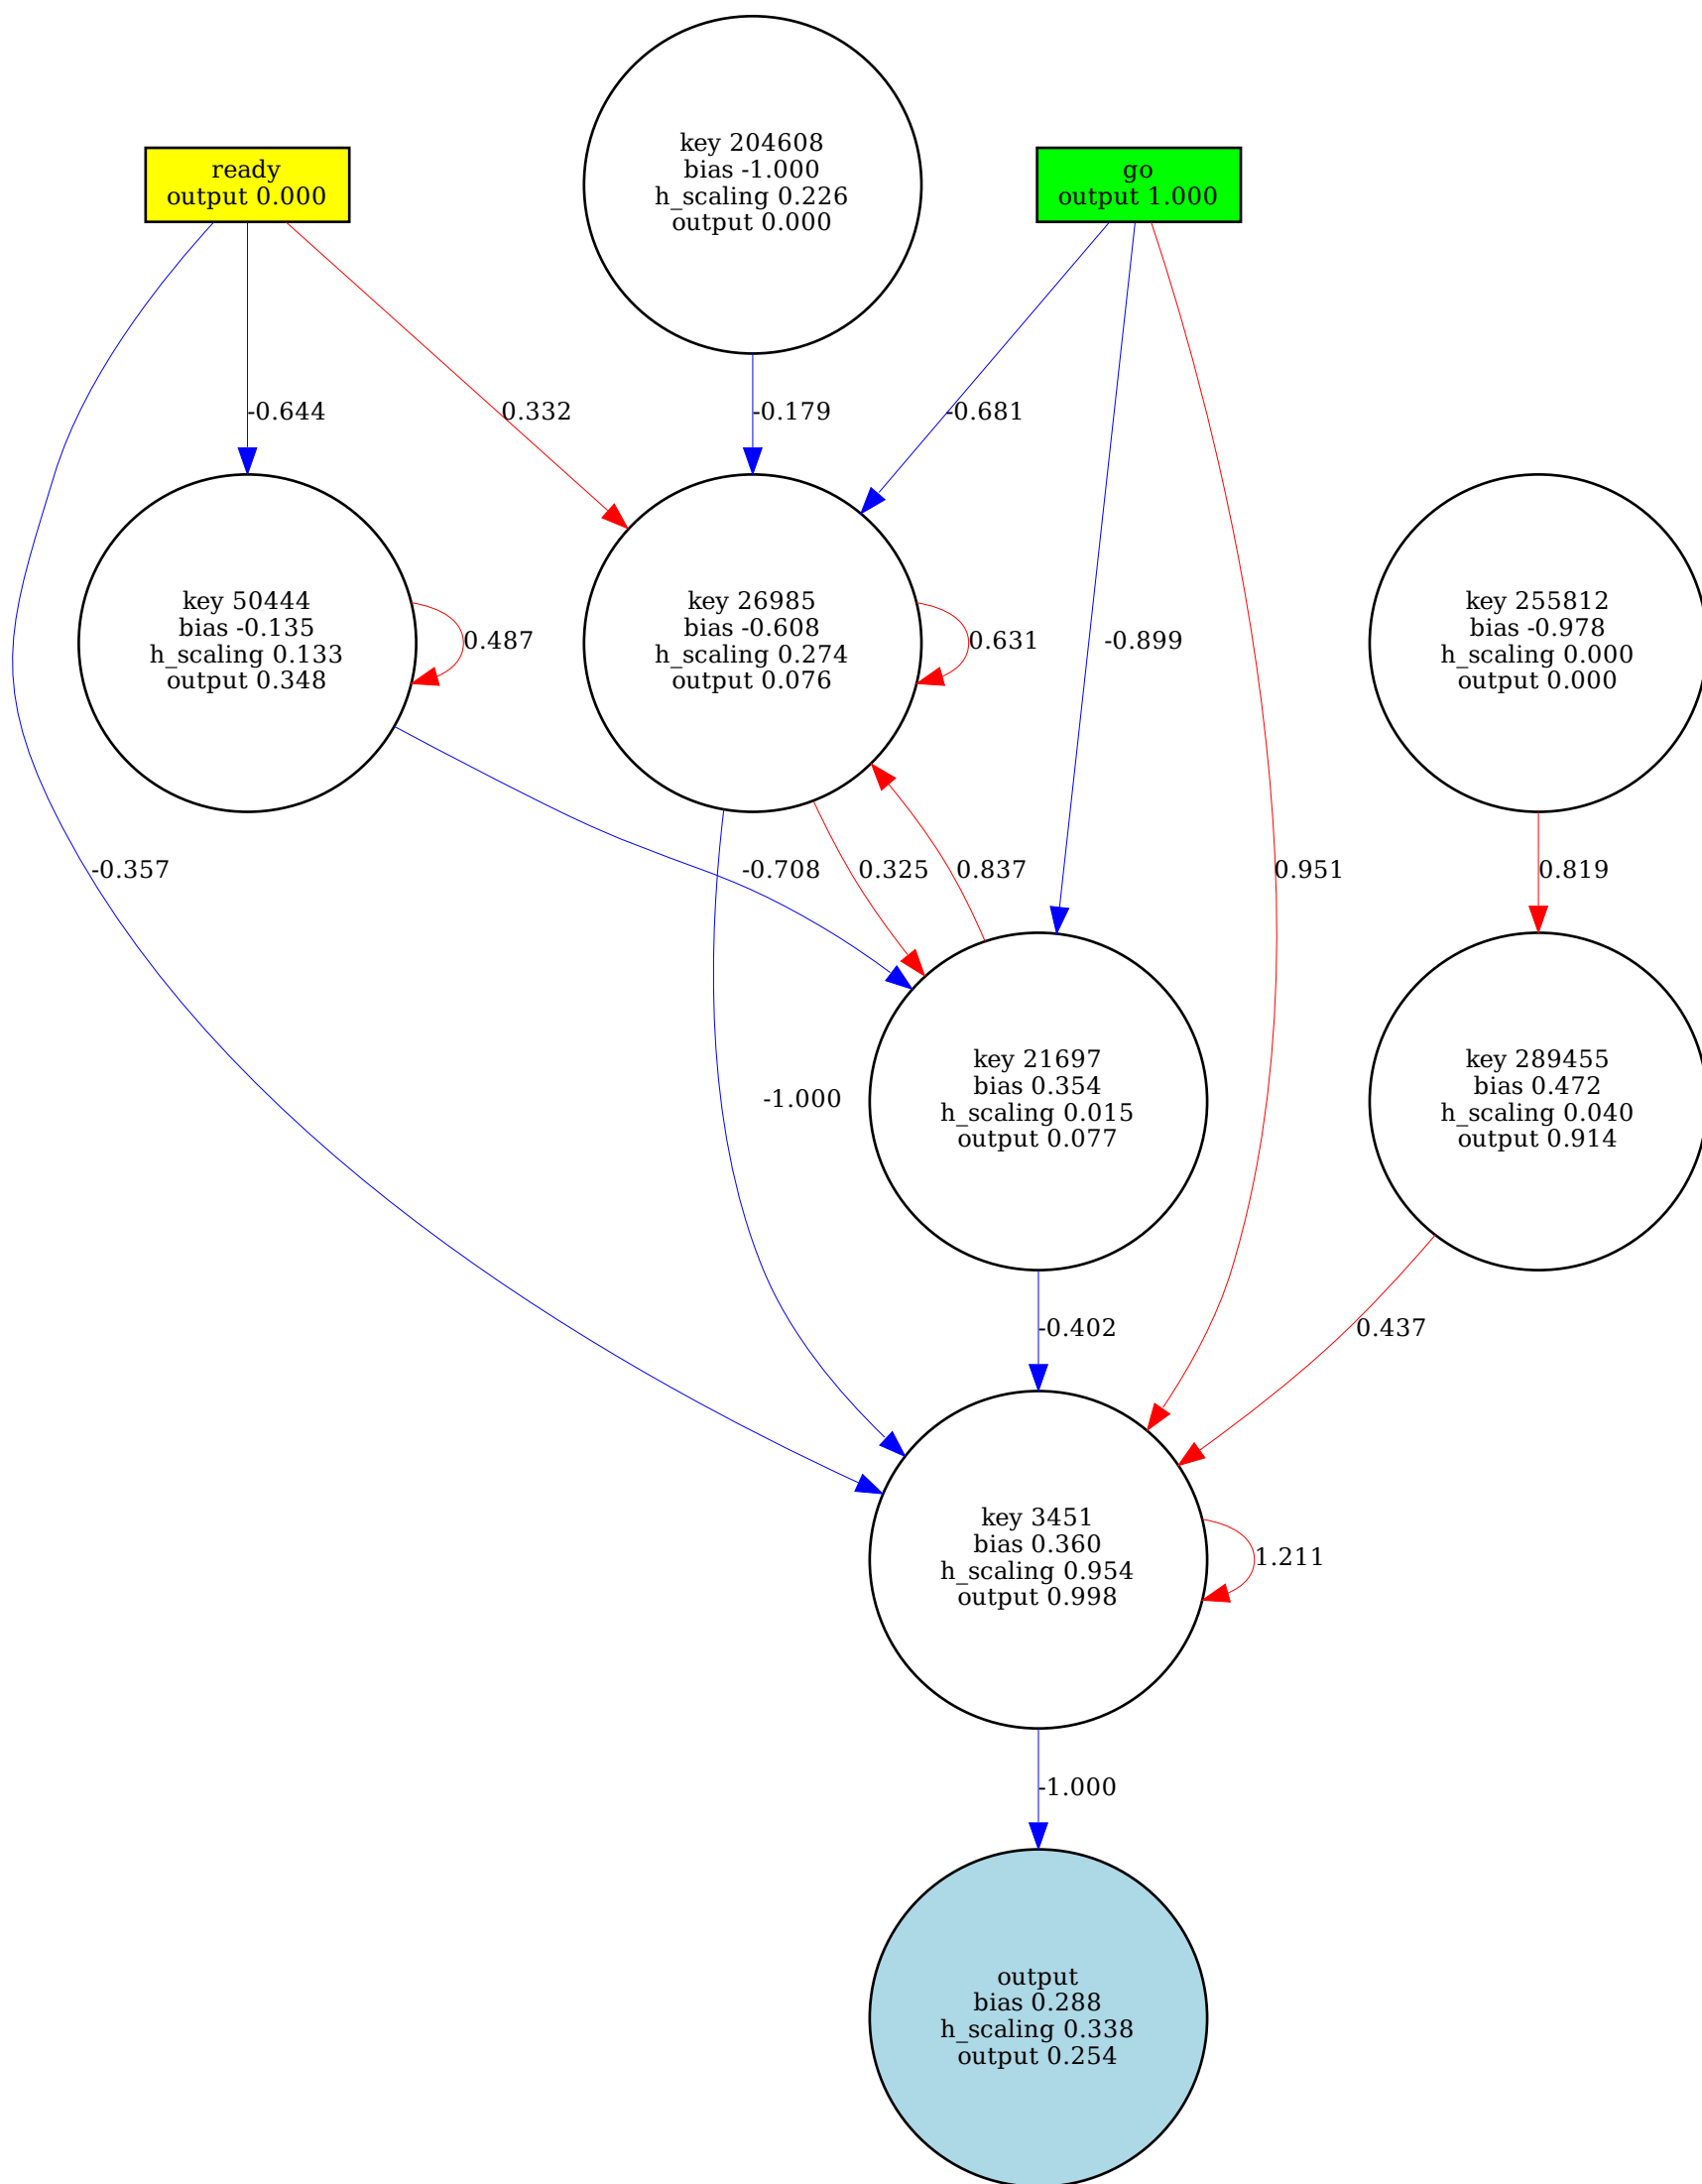 key 204608
bias -1.000
h_scaling 0.226
output 0.000
ready
output 0.000
go
output 1.000
-0.644
0.332
-0.179
-0.681
key 50444
bias -0.135
h_scaling 0.133
output 0.348
0.487
key 26985
bias -0.608
h_scaling 0.274
output 0.076
0.631
-0.899
key 255812
bias -0.978
h_scaling 0.000
output 0.000
-0.357
-0.708
0.325
0.837
0.951
0.819
-1.000
key 21697
bias 0.354
h_scaling 0.015
output 0.077
key 289455
bias 0.472
h_scaling 0.040
output 0.914
-0.402
0.437
key 3451
bias 0.360
h_scaling 0.954
output 0.998
1.211
-1.000
output
bias 0.288
h_scaling 0.338
output 0.254